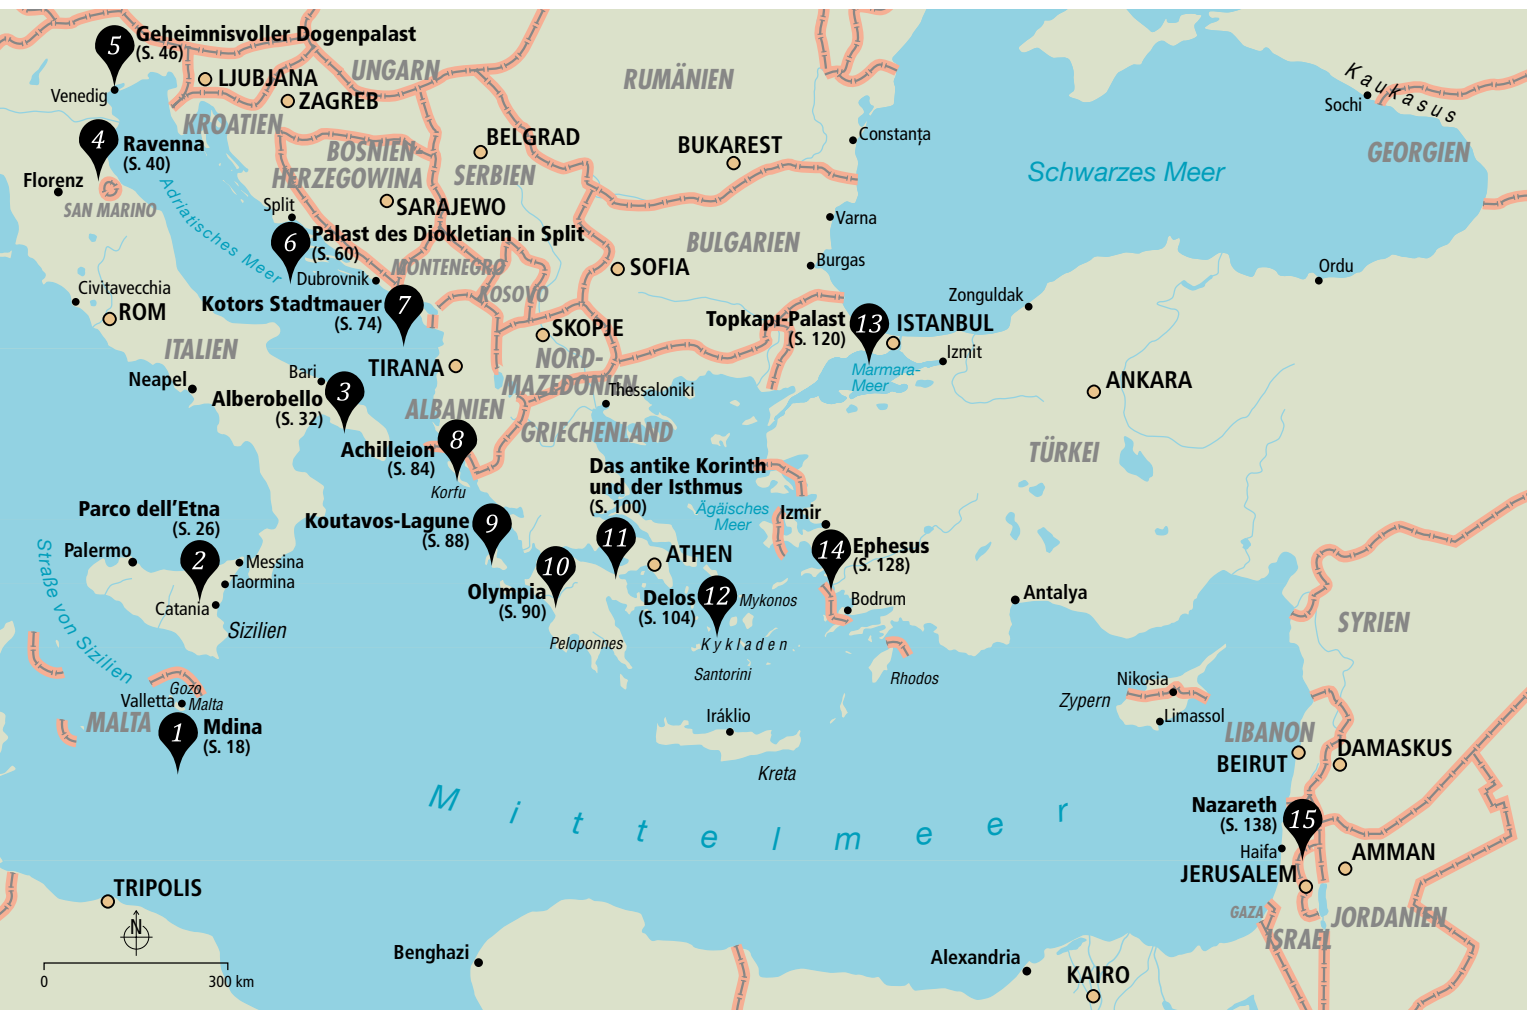 5
Geheimnisvoller Dogenpalast
(S. 46)
Venedig
LJUBJANA
ZAGREB
UNGARN
RUMÄNIEN
Kaukasus
Sochi
GEORGIEN
KROATIEN
4
Ravenna
(S. 40)
Florenz
SAN MARINO
Adriatisches Meer
BOSNIEN-
HERZEGOWINA
BELGRAD
SERBIEN
BUKAREST
Constanța
Schwarzes Meer
SARAJEWO
Split
6
Palast des Diokletian in Split
(S. 60)
Dubrovnik
MONTENEGRO
KOSOVO
SOFIA
BULGARIEN
Varna
Burgas
Ordu
Civitavecchia
ROM
ITALIEN
Kotors Stadtmauer
(S. 74)
7
SKOPJE
NORD-
MAZEDONIEN
Topkapı-Palast
(S. 120)
13
ISTANBUL
Zonguldak
Izmit
Marmara-
Meer
ANKARA
Neapel
Bari
Alberobello
(S. 32)
3
TIRANA
ALBANIEN
Thessaloniki
GRIECHENLAND
TÜRKEI
Achilleion
(S. 84)
8
Korfu
Das antike Korinth
und der Isthmus
(S. 100)
11
Ägäisches
Meer
Izmir
Parco dell'Etna
(S. 26)
2
Palermo
Messina
Taormina
Catania
Sizilien
Straße von Sizilien
Koutavos-Lagune
(S. 88)
9
10
Olympia
(S. 90)
ATHEN
14
Ephesus
(S. 128)
Delos
(S. 104)
12
Mykonos
Bodrum
Antalya
SYRIEN
Peloponnes
Kykladen
Santorini
Rhodos
Gozo
Valletta
Malta
MALTA
1
Mdina
(S. 18)
Iráklio
Kreta
Zypern
Nikosia
Limassol
LIBANON
BEIRUT
DAMASKUS
Mittelmeer
Nazareth
(S. 138)
15
Haifa
JERUSALEM
AMMAN
GAZA
ISRAEL
JORDANIEN
TRIPOLIS
N
0
300 km
Benghazi
Alexandria
KAIRO